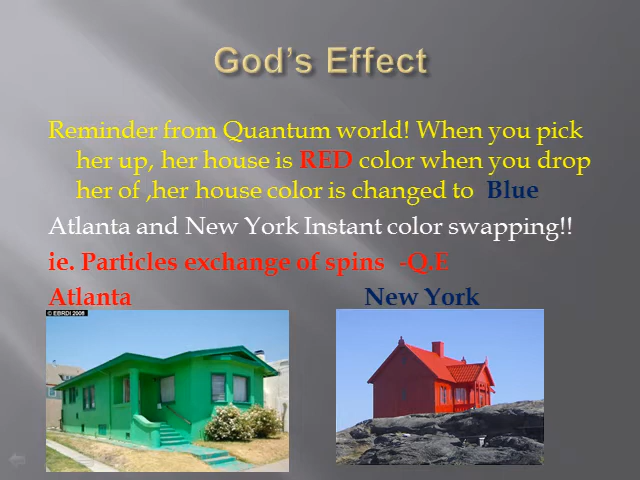 God's Effect
Reminder from Quantum world! When you pick
her up, her house is RED color when you drop
her of ,her house color is changed to Blue
Atlanta and New York Instant color swapping!!
ie. Particles exchange of spins -Q.E
Atlanta New York
© EBRDI 2008